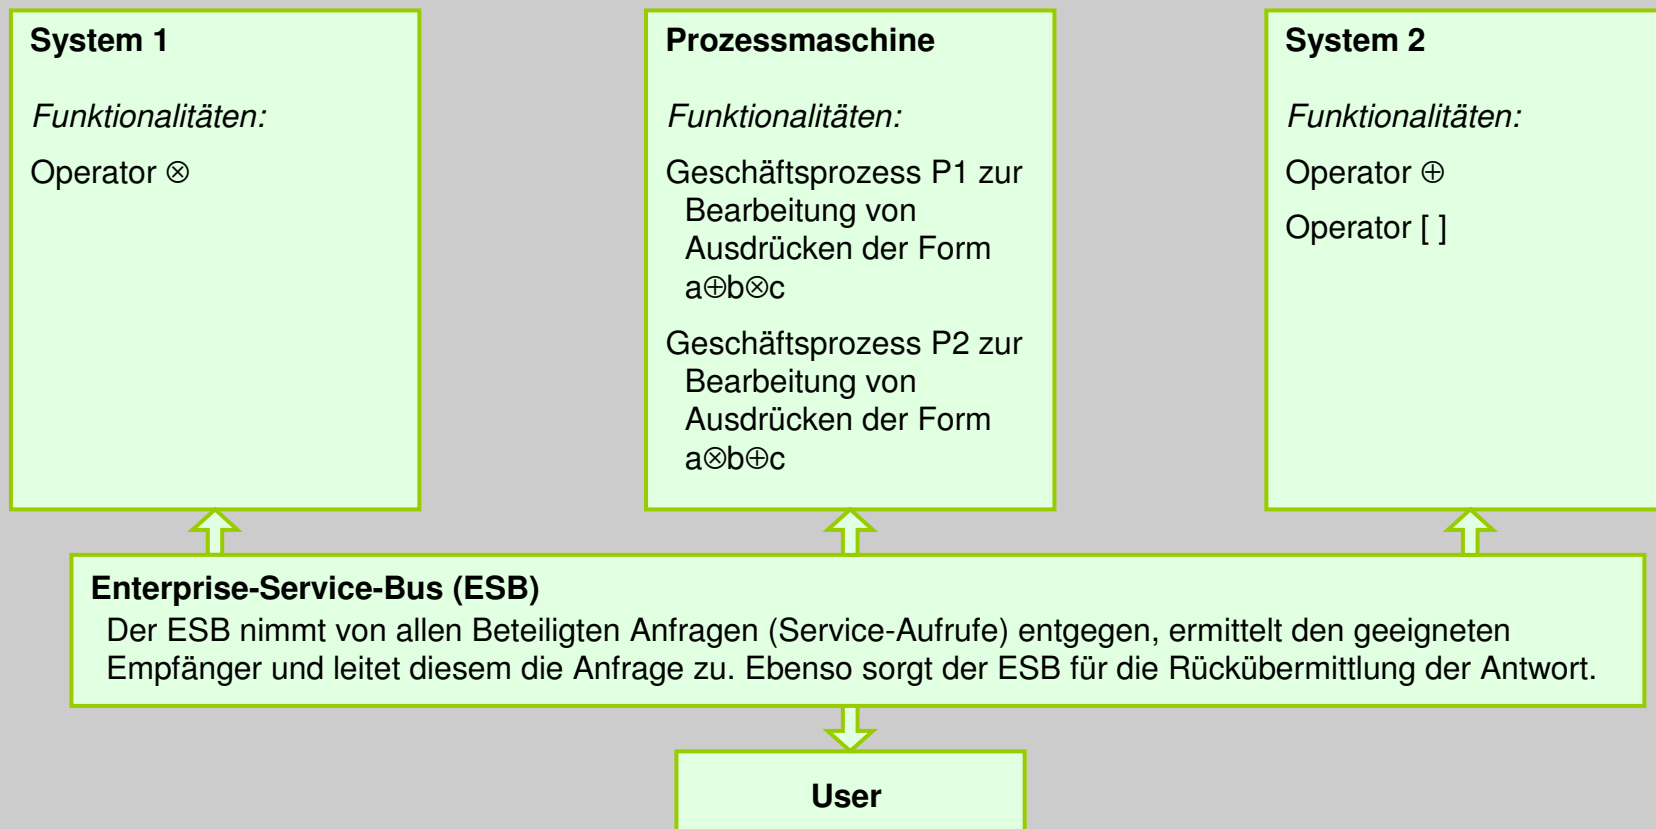 System 1
Funktionalitäten:
Operator ⊗
Prozessmaschine
Funktionalitäten:
Geschäftsprozess P1 zur
Bearbeitung von
Ausdrücken der Form
a⊕b⊗c
Geschäftsprozess P2 zur
Bearbeitung von
Ausdrücken der Form
a⊗b⊕c
System 2
Funktionalitäten:
Operator ⊕
Operator [ ]
Enterprise-Service-Bus (ESB)
Der ESB nimmt von allen Beteiligten Anfragen (Service-Aufrufe) entgegen, ermittelt den geeigneten
Empfänger und leitet diesem die Anfrage zu. Ebenso sorgt der ESB für die Rückübermittlung der Antwort.
User